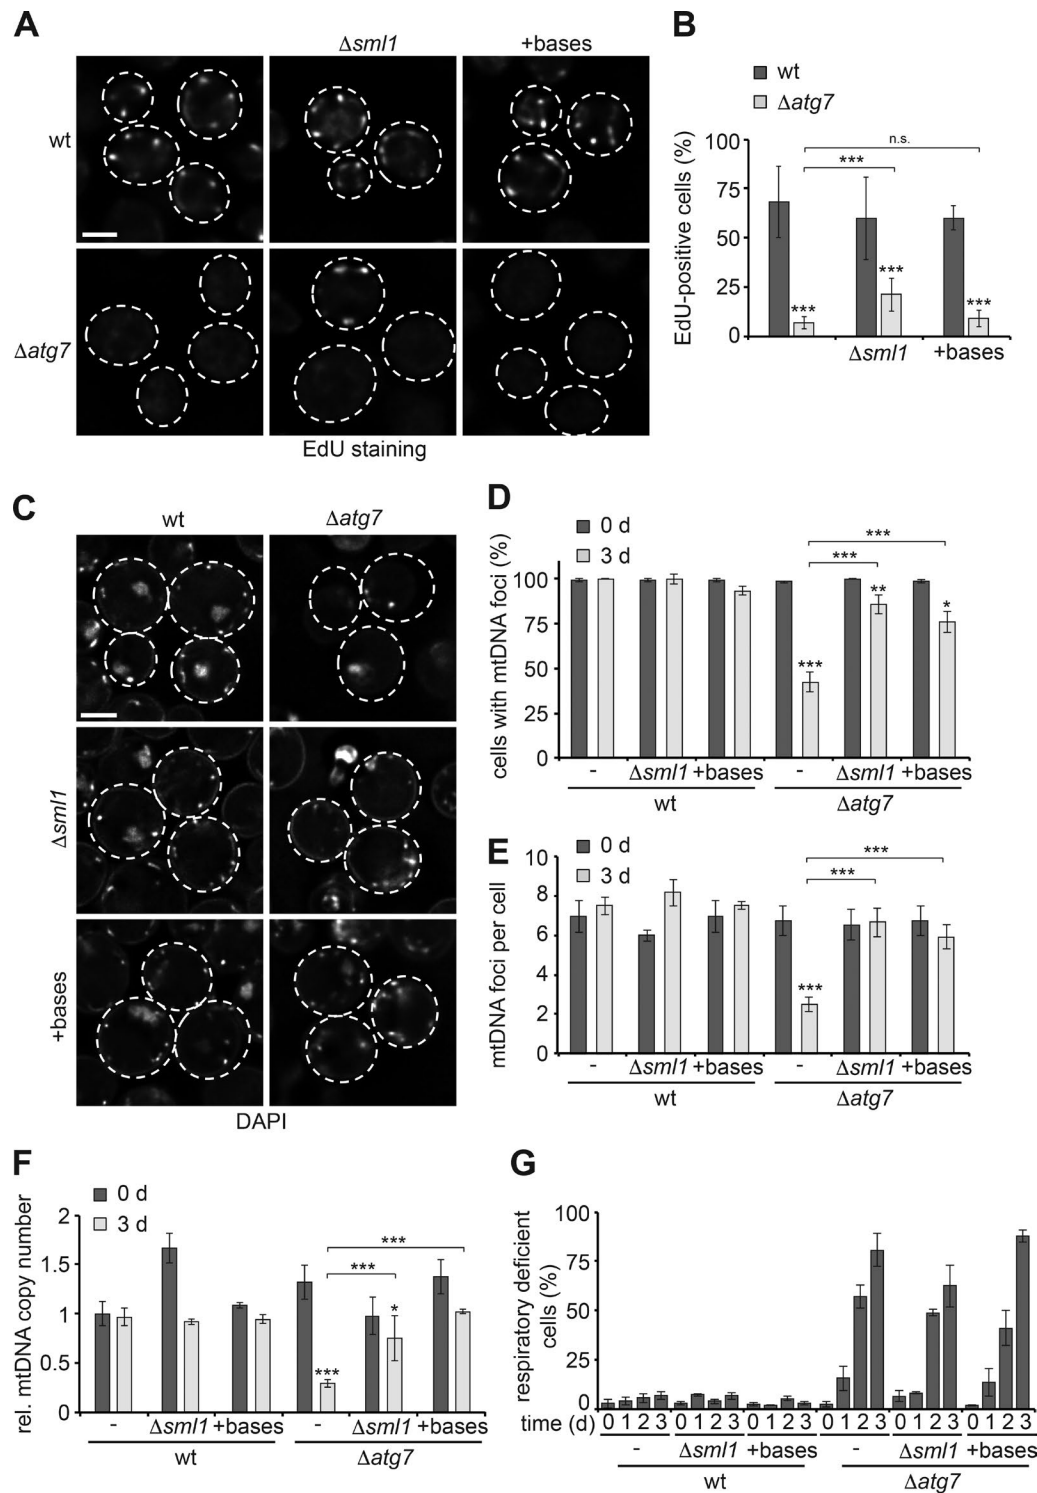 A
Δsml1
+bases
wt
Δatg7
EdU staining
B
wt
Δatg7
EdU-positive cells (%)
100
75
50
25
0
n.s.
***
***
***
***
Δsml1
+bases
C
wt
Δatg7
Δsml1
+bases
DAPI
D
0 d
3 d
cells with mtDNA foci (%)
100
75
50
25
0
***
***
**
*
***
- Δsml1 +bases - Δsml1 +bases
wt Δatg7
E
0 d
3 d
mtDNA foci per cell
10
8
6
4
2
0
***
***
***
- Δsml1 +bases - Δsml1 +bases
wt Δatg7
F
0 d
3 d
rel. mtDNA copy number
2
1.5
1
0.5
0
***
***
*
***
- Δsml1 +bases - Δsml1 +bases
wt Δatg7
G
respiratory deficient
cells (%)
100
75
50
25
0
time (d) 0 1 2 3 0 1 2 3 0 1 2 3 0 1 2 3 0 1 2 3 0 1 2 3
- Δsml1 +bases - Δsml1 +bases
wt Δatg7